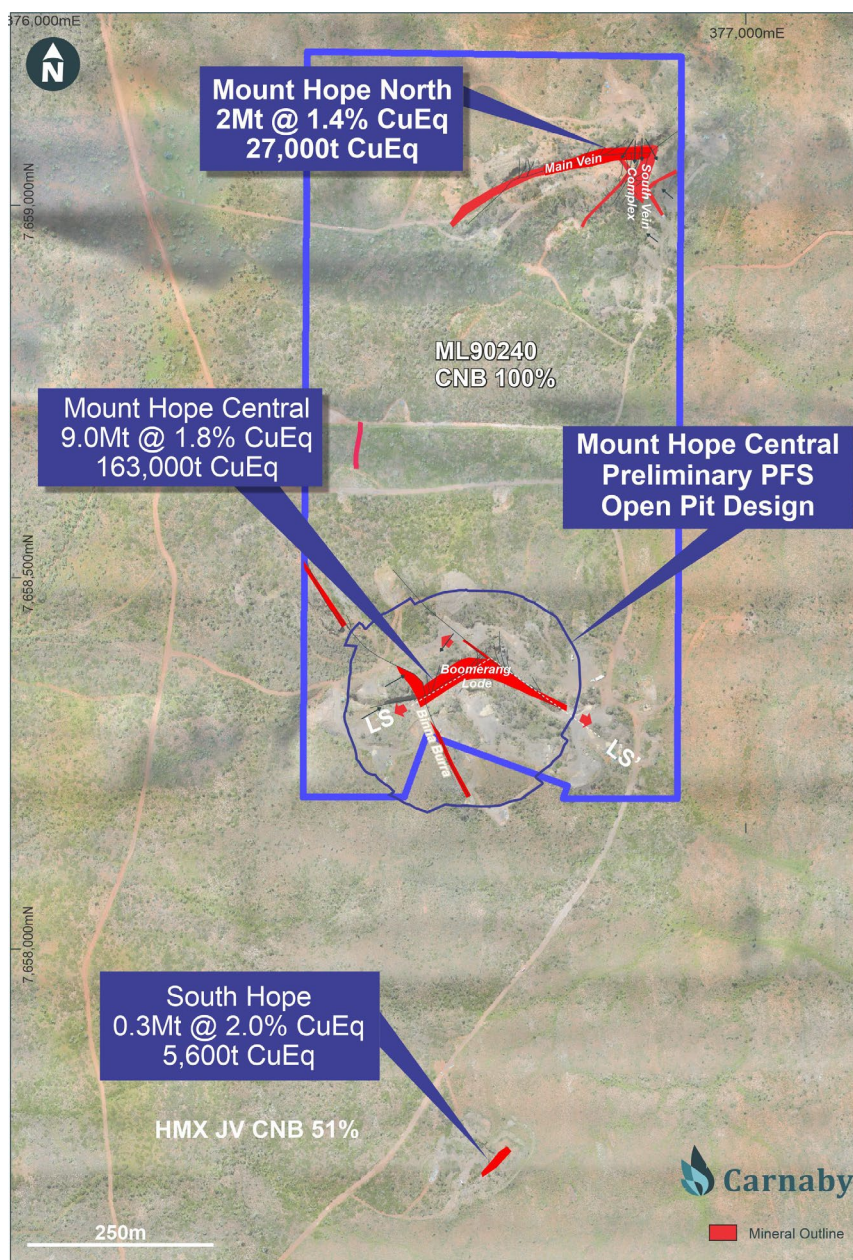 376,000mE
377,000mE
N
Mount Hope North
2Mt @ 1.4% CuEq
27,000t CuEq
Main Vein
South Vein
Complex
7,659,000mN
ML90240
CNB 100%
Mount Hope Central
9.0Mt @ 1.8% CuEq
163,000t CuEq
Mount Hope Central
Preliminary PFS
Open Pit Design
7,658,500mN
Boomerang
Lode
LS
Binna Burra
LS'
7,658,000mN
South Hope
0.3Mt @ 2.0% CuEq
5,600t CuEq
HMX JV CNB 51%
Carnaby
250m
Mineral Outline